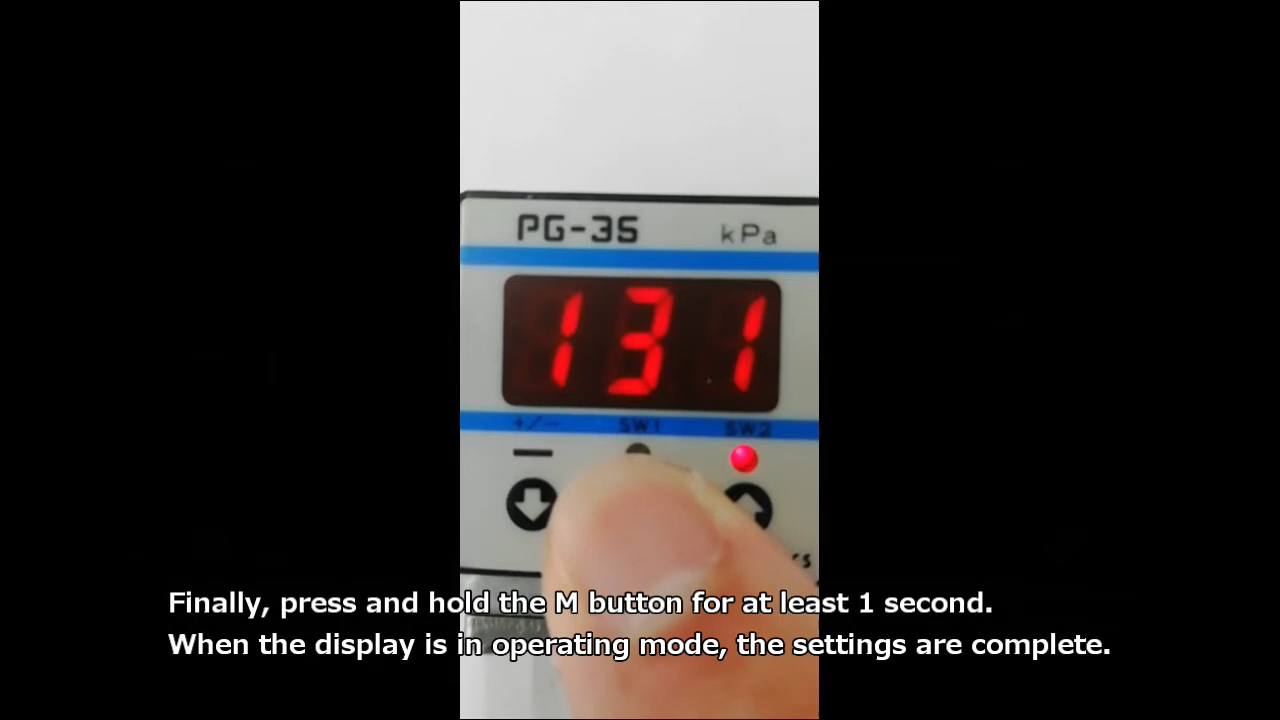 PG-35
kPa
131
+/- SW1 SW2
Finally, press and hold the M button for at least 1 second.
When the display is in operating mode, the settings are complete.